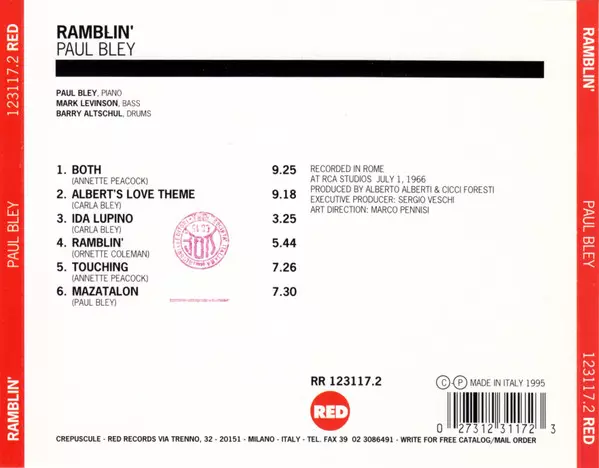 RAMBLIN'
PAUL BLEY
PAUL BLEY, PIANO
MARK LEVINSON, BASS
BARRY ALTSCHUL, DRUMS
1. BOTH 9.25
(ANNETTE PEACOCK)
2. ALBERT'S LOVE THEME 9.18
(CARLA BLEY)
3. IDA LUPINO 3.25
(CARLA BLEY)
4. RAMBLIN' 5.44
(ORNETTE COLEMAN)
5. TOUCHING 7.26
(ANNETTE PEACOCK)
6. MAZATALON 7.30
(PAUL BLEY)
RECORDED IN ROME
AT RCA STUDIOS JULY 1, 1966
PRODUCED BY ALBERTO ALBERTI & CICCI FORESTI
EXECUTIVE PRODUCER: SERGIO VESCHI
ART DIRECTION: MARCO PENNISI
RR 123117.2
RED
C-P MADE IN ITALY 1995
0 27312 31172 3
CREPUSCULE - RED RECORDS VIA TRENNO, 32 - 20151 - MILANO - ITALY - TEL. FAX 39 02 3086491 - WRITE FOR FREE CATALOG/MAIL ORDER
RAMBLIN' PAUL BLEY 123117.2 RED
RAMBLIN' PAUL BLEY 123117.2 RED